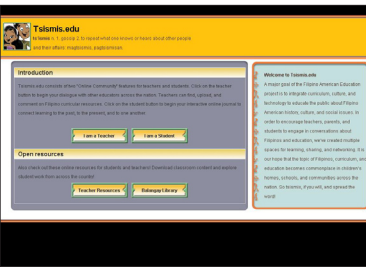 Tsismis.edu
to tsismis v. 1. gossip 2. to repeat what one knows or hears about other people
and their affairs: magtsismis, pagtsismisan
Introduction
Tsismis.edu consists of two "Online Community" features for teachers and students. Click on the teacher
button to begin your dialogue with other educators across the nation. Teachers can find, upload, and
comment on Filipino curricular resources. Click on the student button to begin your interactive online journal to
connect learning to the past, to the present, and to one another.
I am a Teacher
I am a Student
Open resources
Also check out these online resources for students and teachers! Download classroom content and explore
student work from across the country!
Teacher Resources
Balangay Library
Welcome to Tsismis.edu
A major goal of the Filipino American Education
project is to integrate curriculum, culture, and
technology to educate the public about Filipino
American history, culture, and social issues. In
order to encourage teachers, parents, and
students to engage in conversations about
Filipinos and education, we've created multiple
spaces for learning, sharing, and networking. It is
our hope that the topic of Filipinos, curriculum, and
education becomes commonplace in children's
homes, schools, and communities across the
nation. Go tsismis, if you will, and spread the
word!